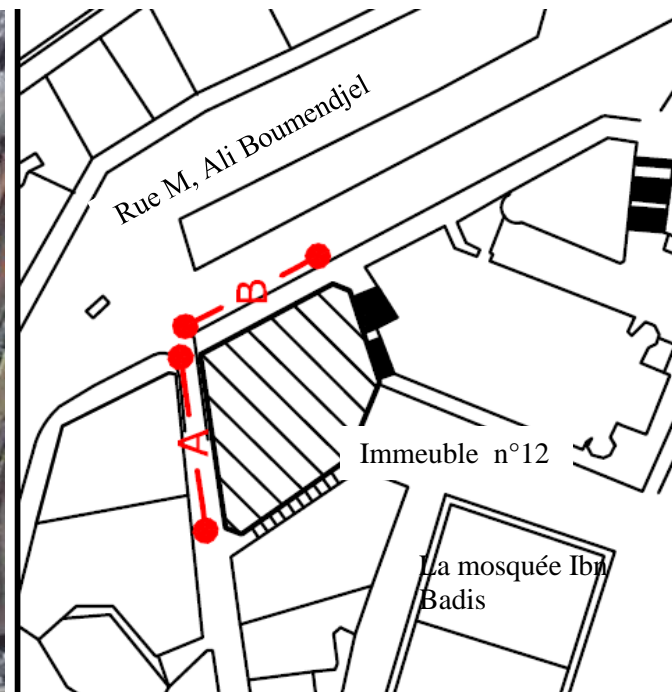 Rue M, Ali Boumendjel
B
A
Immeuble n°12
La mosquée Ibn
Badis